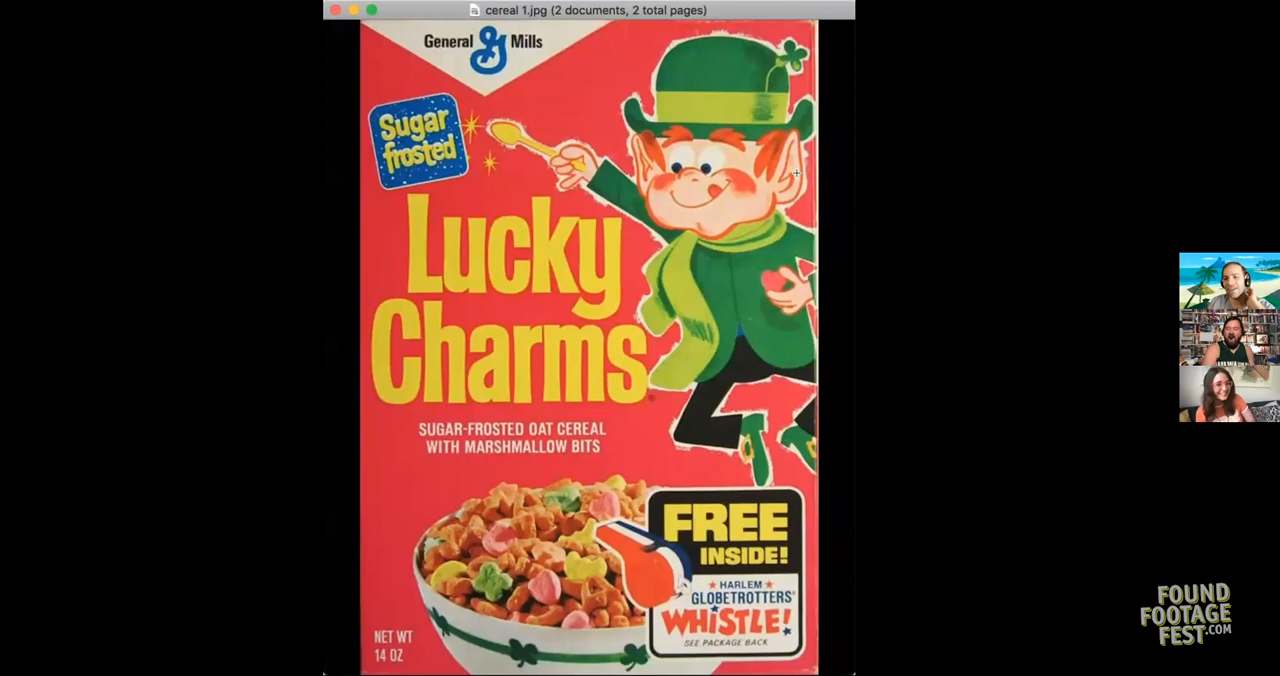 cereal 1.jpg (2 documents, 2 total pages)
General Mills
Sugar
frosted
Lucky
Charms®
SUGAR-FROSTED OAT CEREAL
WITH MARSHMALLOW BITS
FREE
INSIDE!
HARLEM
GLOBETROTTERS®
WHiSTLE!
SEE PACKAGE BACK
NET WT
14 OZ
FOUND
FOOTAGE
FEST.COM